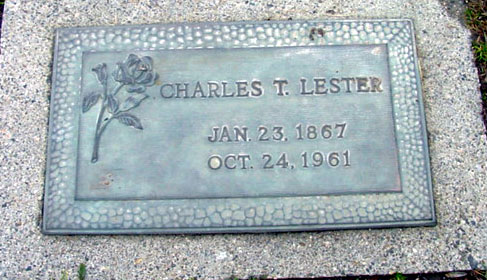 CHARLES T. LESTER
JAN. 23, 1867
OCT. 24, 1961